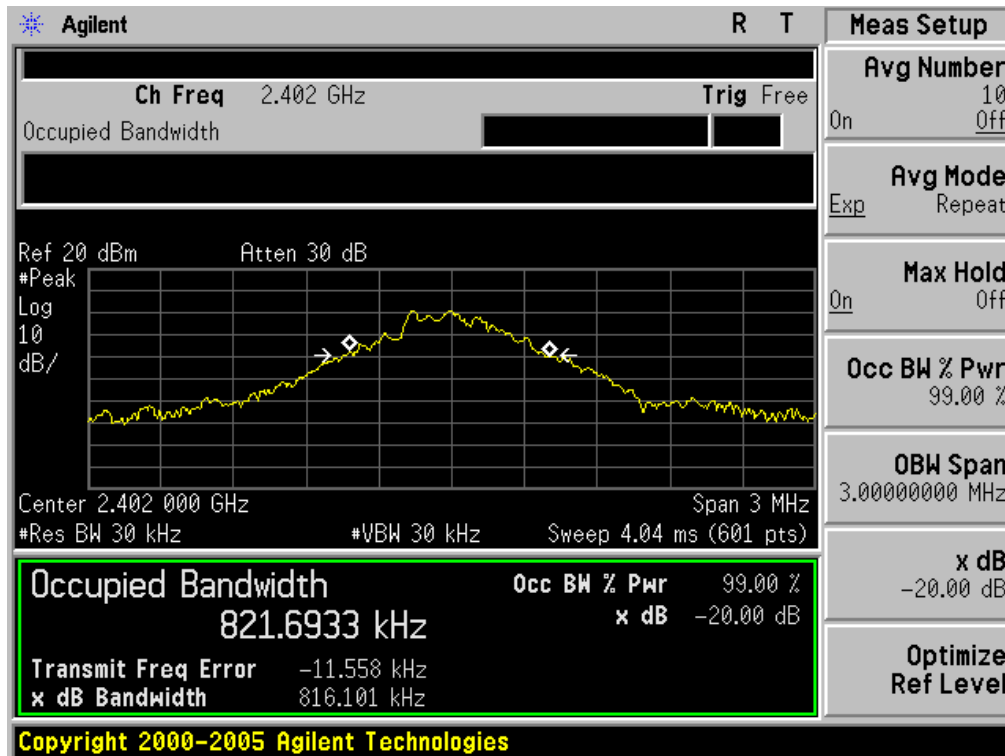 Agilent R T
Ch Freq 2.402 GHz Trig Free
Occupied Bandwidth
Ref 20 dBm Atten 30 dB
#Peak
Log
10
dB/
Center 2.402 000 GHz Span 3 MHz
#Res BW 30 kHz #VBW 30 kHz Sweep 4.04 ms (601 pts)
Occupied Bandwidth Occ BW % Pwr 99.00 %
821.6933 kHz x dB -20.00 dB
Transmit Freq Error -11.558 kHz
x dB Bandwidth 816.101 kHz
Copyright 2000-2005 Agilent Technologies
Meas Setup
Avg Number
10
On Off
Avg Mode
Exp Repeat
Max Hold
On Off
Occ BW % Pwr
99.00 %
OBW Span
3.00000000 MHz
x dB
-20.00 dB
Optimize
Ref Level